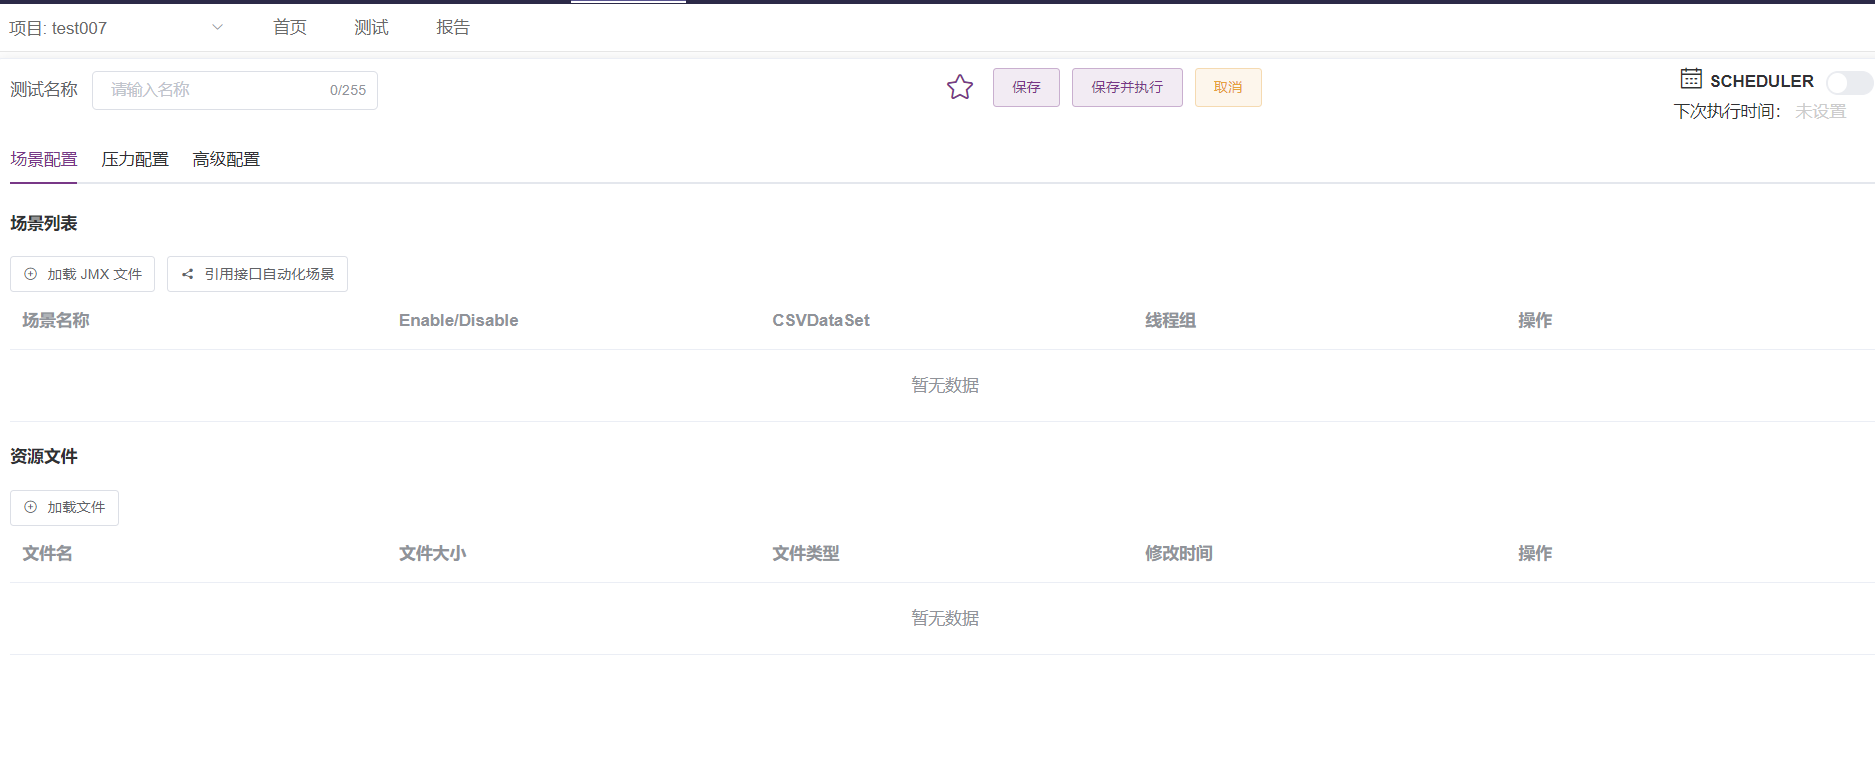 项目: test007 首页 测试 报告
测试名称 请输入名称 0/255 保存 保存并执行 取消 SCHEDULER
下次执行时间： 未设置
场景配置 压力配置 高级配置
场景列表
加载 JMX 文件 引用接口自动化场景
场景名称 Enable/Disable CSVDataSet 线程组 操作
暂无数据
资源文件
加载文件
文件名 文件大小 文件类型 修改时间 操作
暂无数据